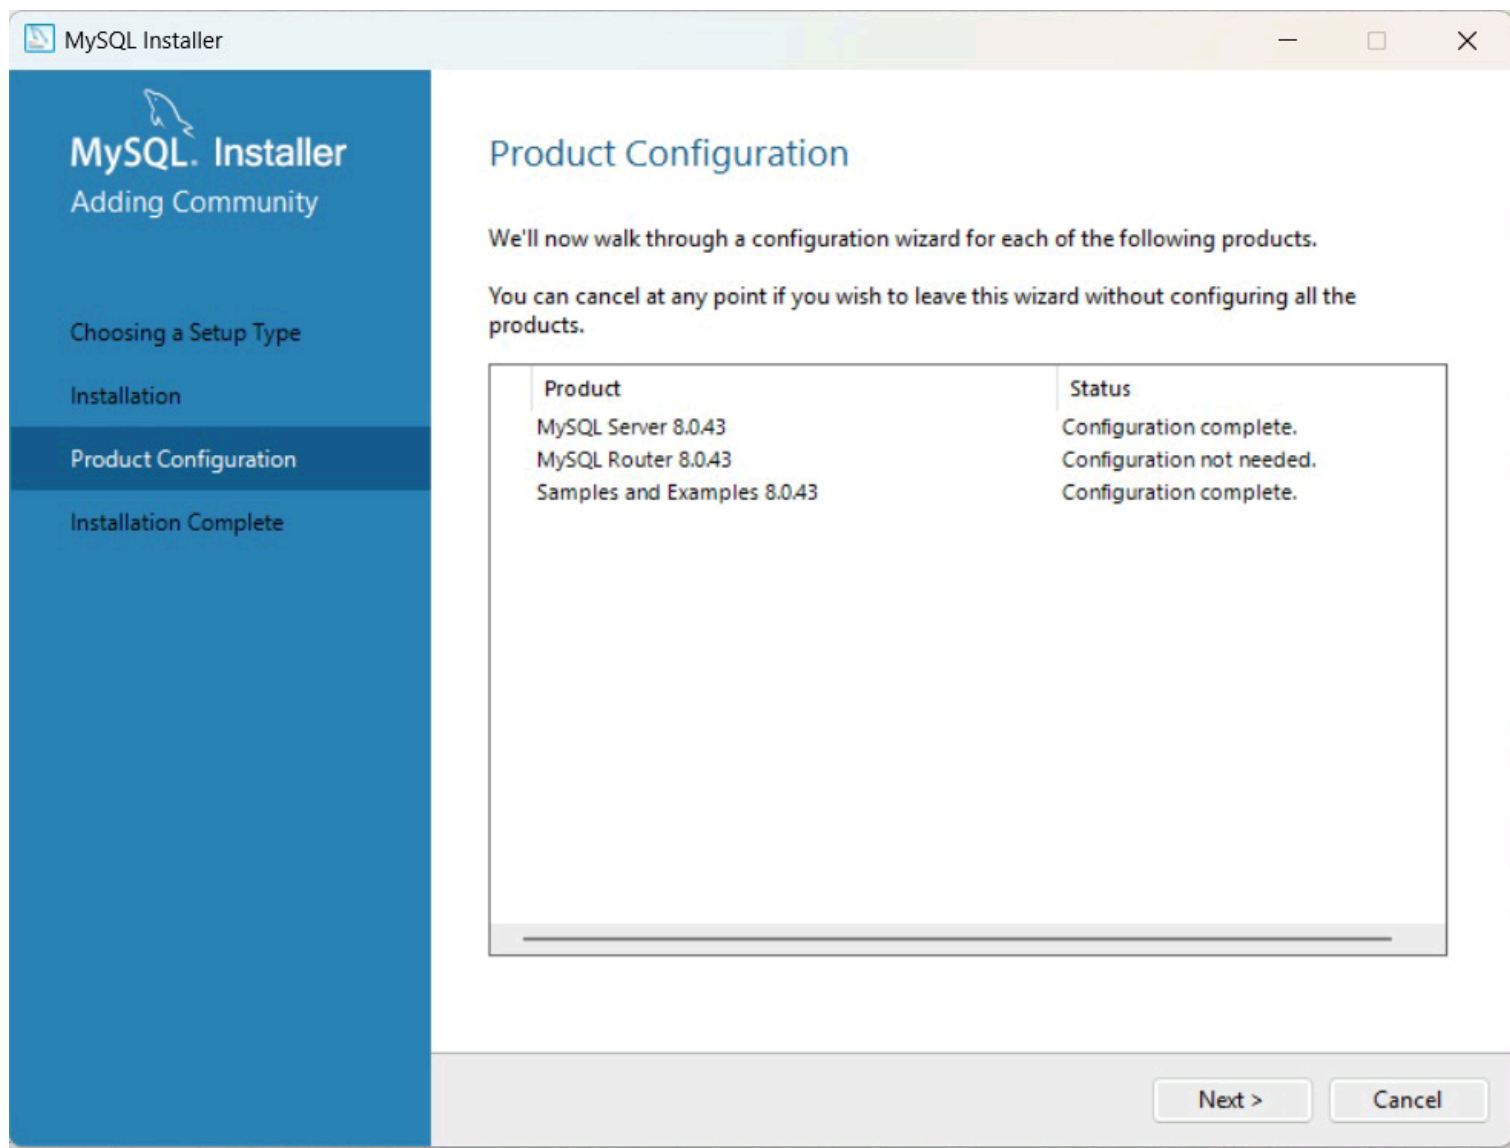 MySQL Installer
MySQL. Installer
Adding Community
Choosing a Setup Type
Installation
Product Configuration
Installation Complete
Product Configuration
We'll now walk through a configuration wizard for each of the following products.
You can cancel at any point if you wish to leave this wizard without configuring all the
products.
Product Status
MySQL Server 8.0.43 Configuration complete.
MySQL Router 8.0.43 Configuration not needed.
Samples and Examples 8.0.43 Configuration complete.
Next > Cancel